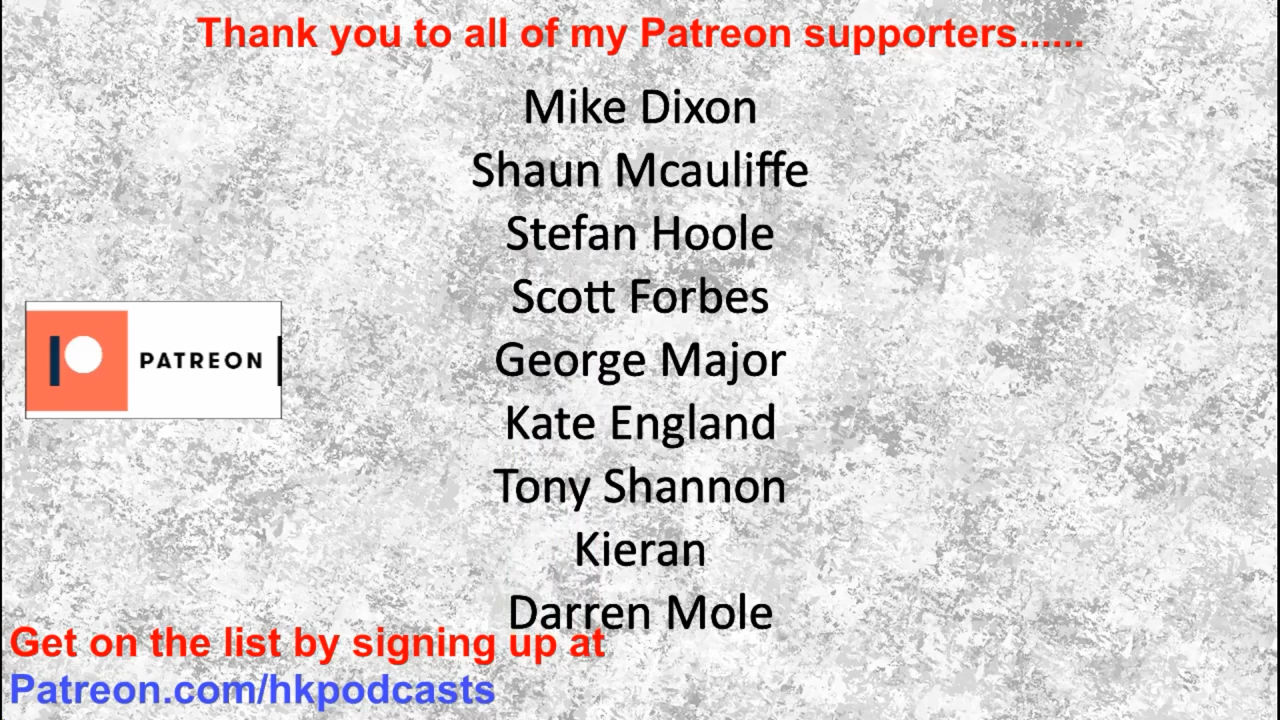 Thank you to all of my Patreon supporters......
Mike Dixon
Shaun Mcauliffe
Stefan Hoole
Scott Forbes
George Major
PATREON
Kate England
Tony Shannon
Kieran
Darren Mole
Get on the list by signing up at
Patreon.com/hkpodcasts